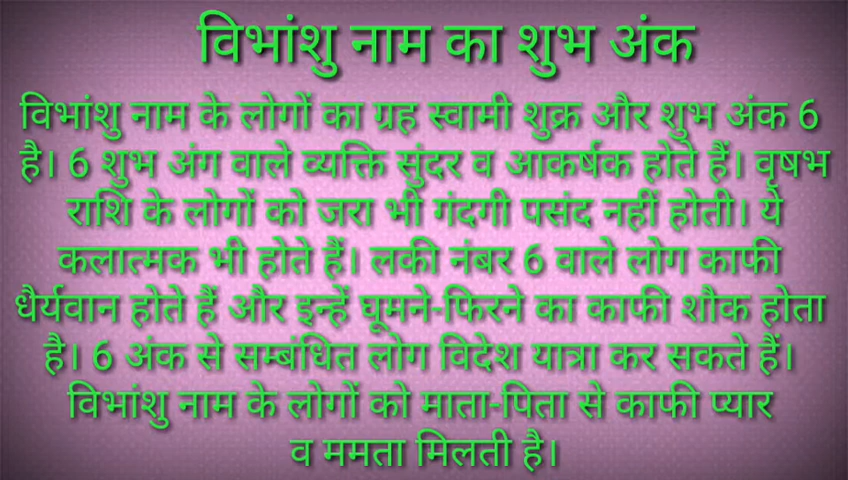 विभांशु नाम का शुभ अंक
विभांशु नाम के लोगों का ग्रह स्वामी शुक्र और शुभ अंक 6
है। 6 शुभ अंग वाले व्यक्ति सुंदर व आकर्षक होते हैं। वृषभ
राशि के लोगों को जरा भी गंदगी पसंद नहीं होती। ये
कलात्मक भी होते हैं। लकी नंबर 6 वाले लोग काफी
धैर्यवान होते हैं और इन्हें घूमने-फिरने का काफी शौक होता
है। 6 अंक से सम्बंधित लोग विदेश यात्रा कर सकते हैं।
विभांशु नाम के लोगों को माता-पिता से काफी प्यार
व ममता मिलती है।